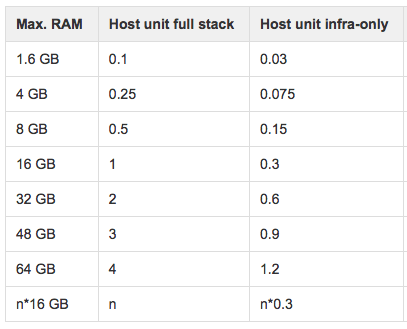 Max. RAM Host unit full stack Host unit infra-only
1.6 GB 0.1 0.03
4 GB 0.25 0.075
8 GB 0.5 0.15
16 GB 1 0.3
32 GB 2 0.6
48 GB 3 0.9
64 GB 4 1.2
n*16 GB n n*0.3